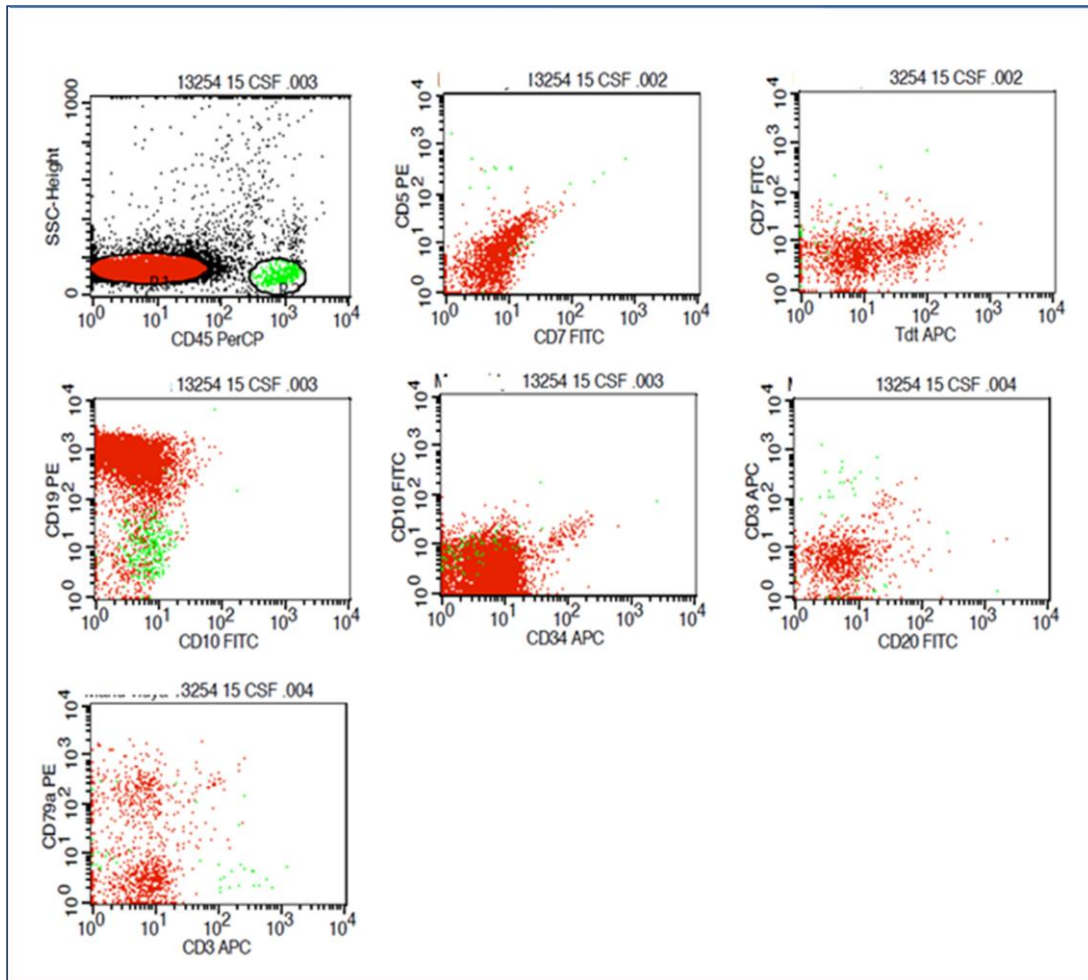 13254 15 CSF .003
1000
SSC-Height
0
10^0 10^1 10^2 10^3 10^4
CD45 PerCP
13254 15 CSF .002
10^4
10^3
CD5 PE
10^2
10^1
10^0
10^0 10^1 10^2 10^3 10^4
CD7 FITC
3254 15 CSF .002
10^4
10^3
CD7 FITC
10^2
10^1
10^0
10^0 10^1 10^2 10^3 10^4
Tdt APC
13254 15 CSF .003
10^4
10^3
CD19 PE
10^2
10^1
10^0
10^0 10^1 10^2 10^3 10^4
CD10 FITC
13254 15 CSF .003
10^4
10^3
CD10 FITC
10^2
10^1
10^0
10^0 10^1 10^2 10^3 10^4
CD34 APC
13254 15 CSF .004
10^4
10^3
CD3 APC
10^2
10^1
10^0
10^0 10^1 10^2 10^3 10^4
CD20 FITC
3254 15 CSF .004
10^4
10^3
CD79a PE
10^2
10^1
10^0
10^0 10^1 10^2 10^3 10^4
CD3 APC